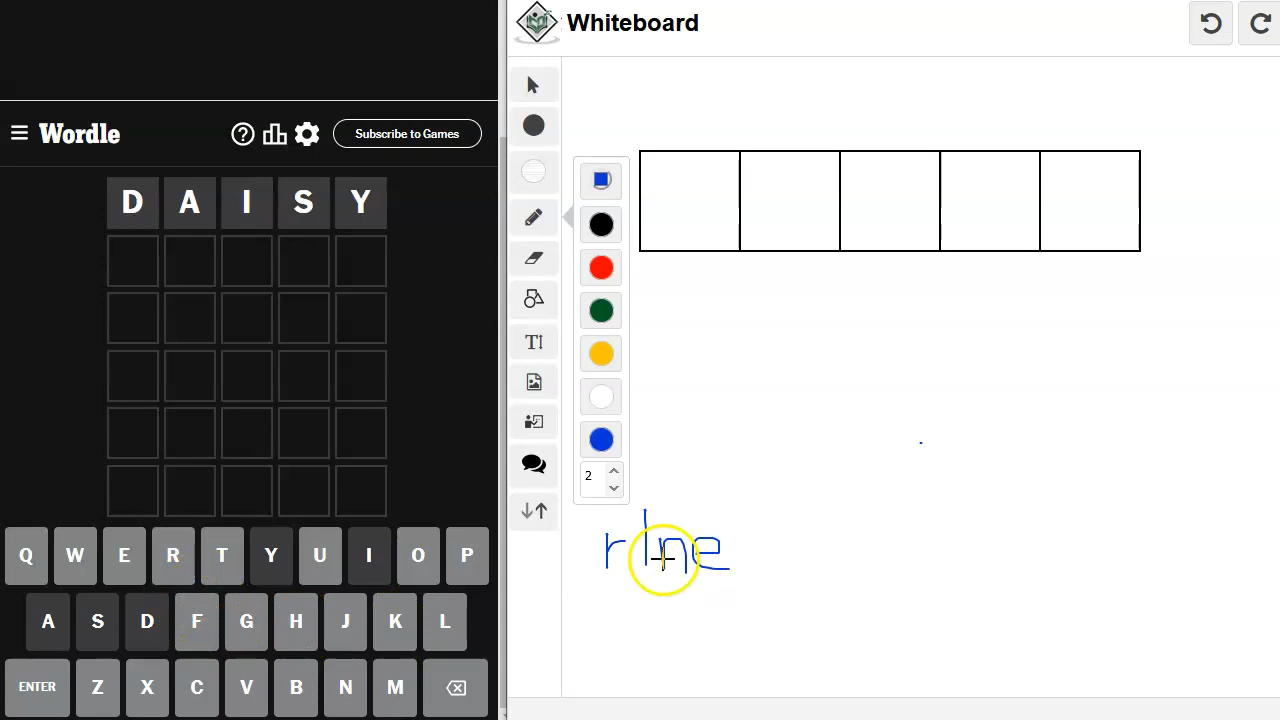 Whiteboard
Wordle
Subscribe to Games
D A I S Y
2
T
rlne
Q W E R T Y U I O P
A S D F G H J K L
ENTER Z X C V B N M